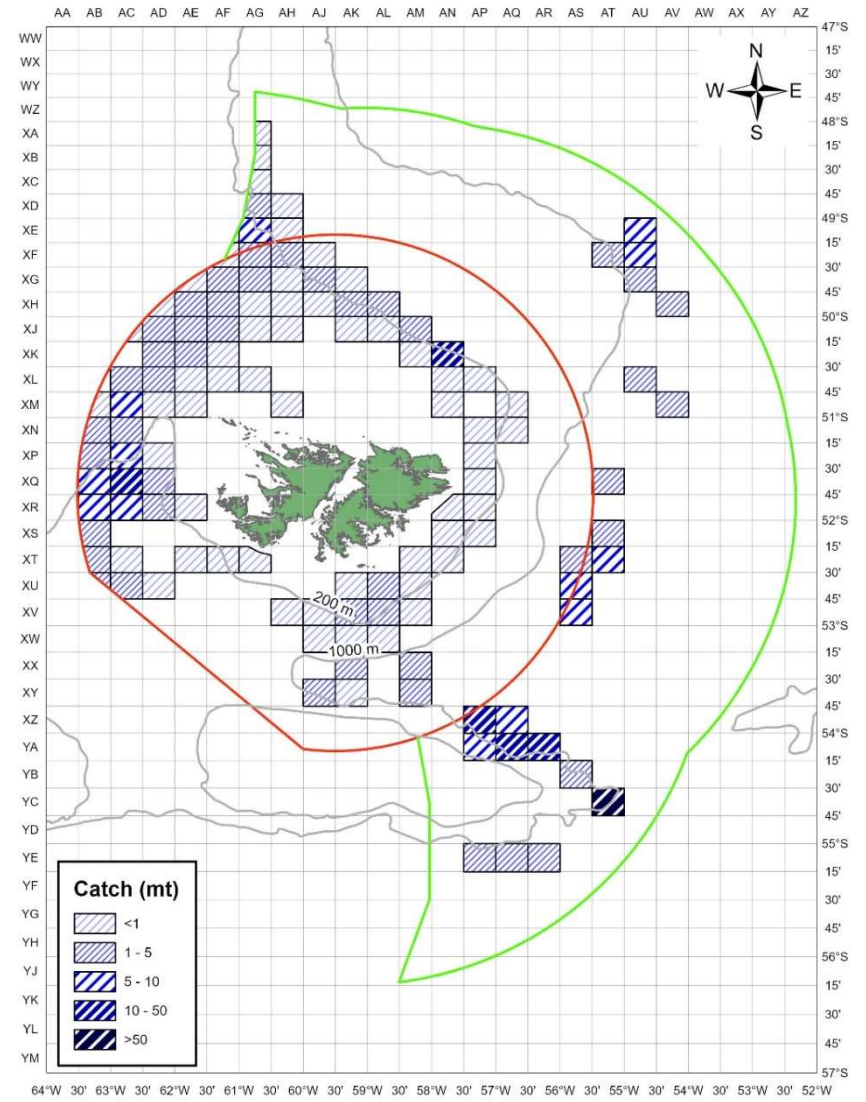 AA AB AC AD AE AF AG AH AJ AK AL AM AN AP AQ AR AS AT AU AV AW AX AY AZ
47°S
WW
15'
WX
30'
WY
45'
WZ
48°S
XA
15'
XB
30'
XC
45'
XD
49°S
XE
15'
XF
30'
XG
45'
XH
50°S
XJ
15'
XK
30'
XL
45'
XM
51°S
XN
15'
XP
30'
XQ
45'
XR
52°S
XS
15'
XT
30'
XU
45'
XV
53°S
XW
15'
XX
30'
XY
45'
XZ
54°S
YA
15'
YB
30'
YC
45'
YD
55°S
YE
15'
YF
30'
YG
45'
YH
56°S
YJ
15'
YK
30'
YL
45'
YM
57°S
N
W E
S
200 m
1000 m
Catch (mt)
<1
1 - 5
5 - 10
10 - 50
>50
64°W 30' 63°W 30' 62°W 30' 61°W 30' 60°W 30' 59°W 30' 58°W 30' 57°W 30' 56°W 30' 55°W 30' 54°W 30' 53°W 30' 52°W